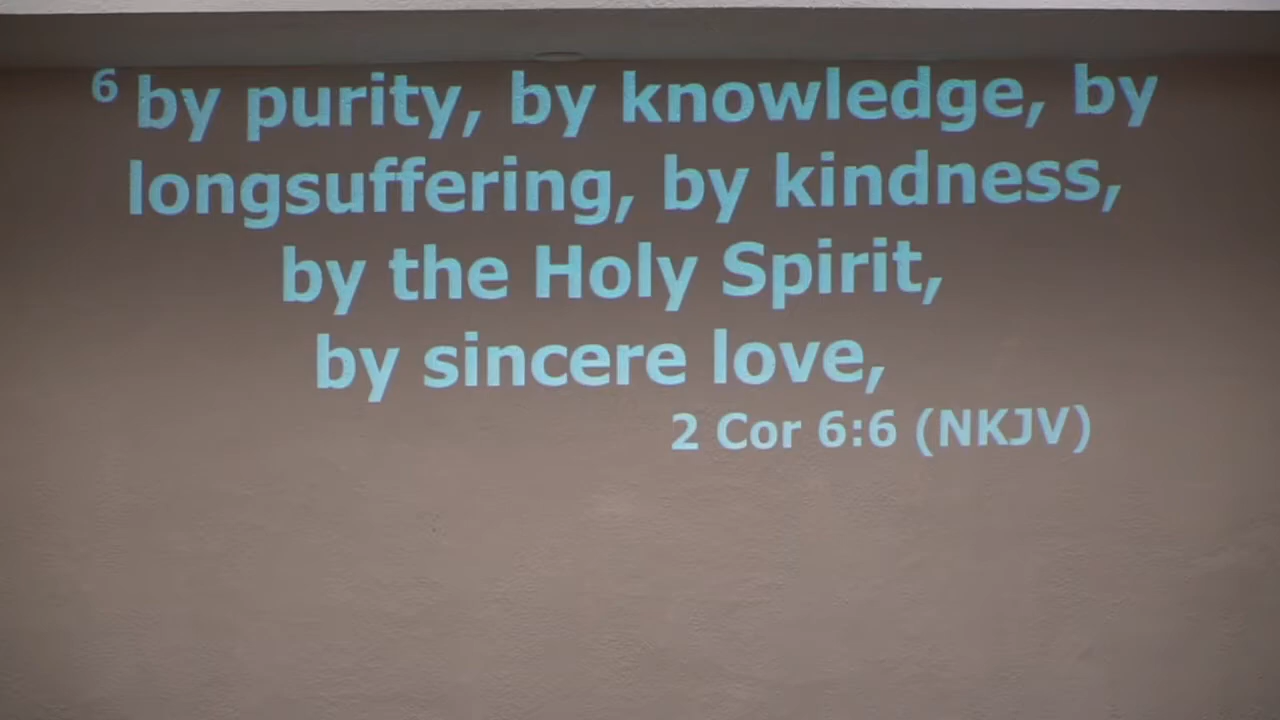 6 by purity, by knowledge, by
longsuffering, by kindness,
by the Holy Spirit,
by sincere love,
2 Cor 6:6 (NKJV)